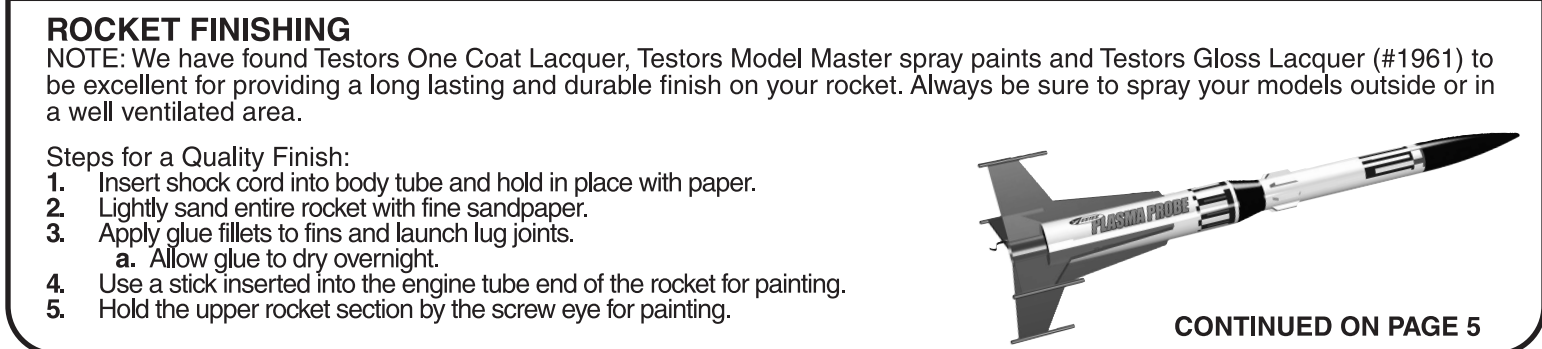 ROCKET FINISHING
NOTE: We have found Testors One Coat Lacquer, Testors Model Master spray paints and Testors Gloss Lacquer (#1961) to
be excellent for providing a long lasting and durable finish on your rocket. Always be sure to spray your models outside or in
a well ventilated area.
Steps for a Quality Finish:
1. Insert shock cord into body tube and hold in place with paper.
2. Lightly sand entire rocket with fine sandpaper.
3. Apply glue fillets to fins and launch lug joints.
a. Allow glue to dry overnight.
4. Use a stick inserted into the engine tube end of the rocket for painting.
5. Hold the upper rocket section by the screw eye for painting.
PLASMA PROBE
CONTINUED ON PAGE 5